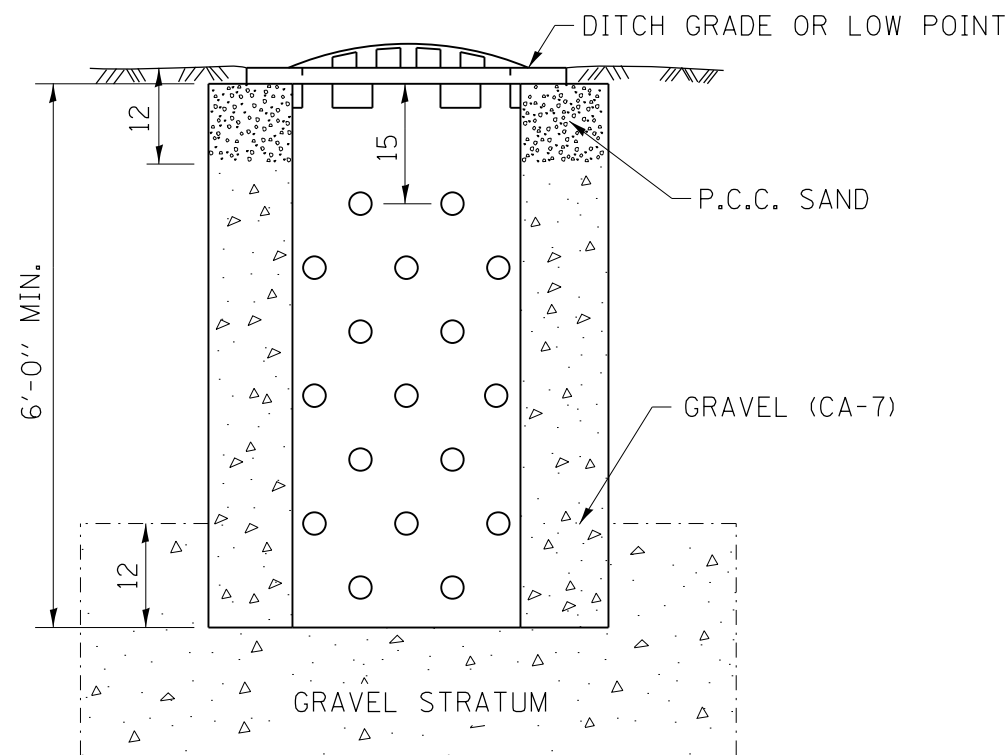 DITCH GRADE OR LOW POINT
12
15
P.C.C. SAND
6'-0'' MIN.
GRAVEL (CA-7)
12
GRAVEL STRATUM